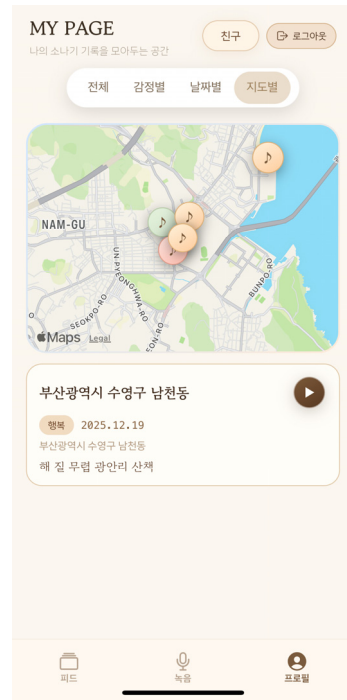 MY PAGE
나의 소나기 기록을 모아두는 공간
친구
로그아웃
전체
감정별
날짜별
지도별
NAM-GU
UN PYEONGHWA-RO
SEOKPO-RO
EON-RO
BUNPO-RO
O
Maps
Legal
부산광역시 수영구 남천동
행복
2025.12.19
부산광역시 수영구 남천동
해 질 무렵 광안리 산책
피드
녹음
프로필